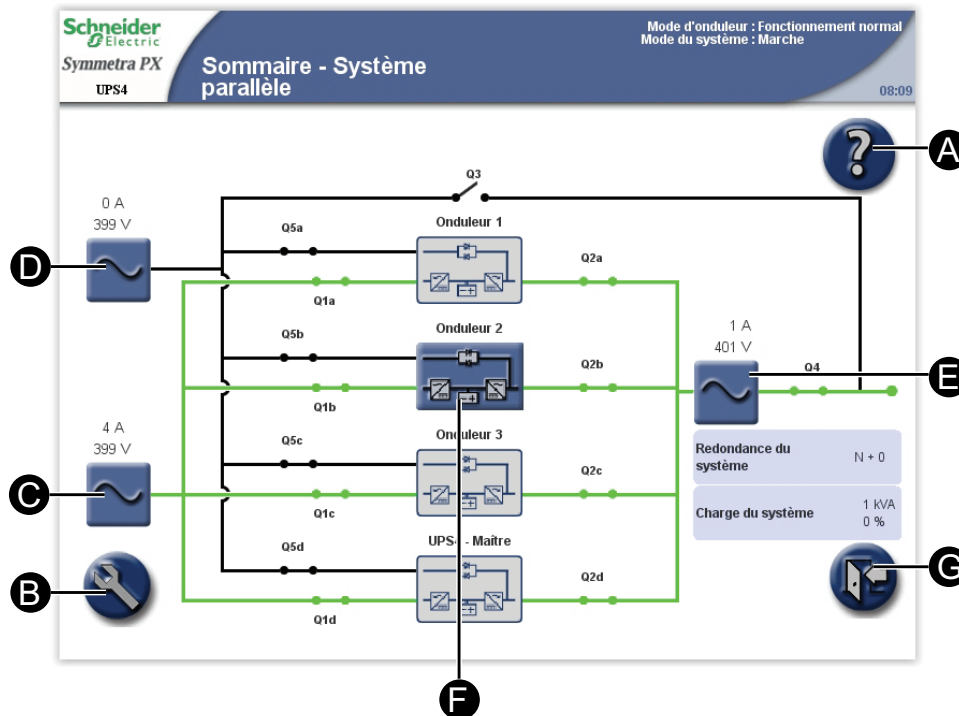 Schneider
Electric
Symmetra PX
UPS4
Sommaire - Système
parallèle
Mode d'onduleur : Fonctionnement normal
Mode du système : Marche
08:09
A
Q3
0 A
399 V
Q5a
Onduleur 1
Q2a
D
Q1a
Q5b
Onduleur 2
Q2b
1 A
401 V
Q4
E
Q1b
4 A
399 V
Q5c
Onduleur 3
Q2c
Redondance du
système
N + 0
C
Q1c
Charge du système
1 kVA
0 %
Q5d
- Maître
Q2d
B
G
Q1d
F